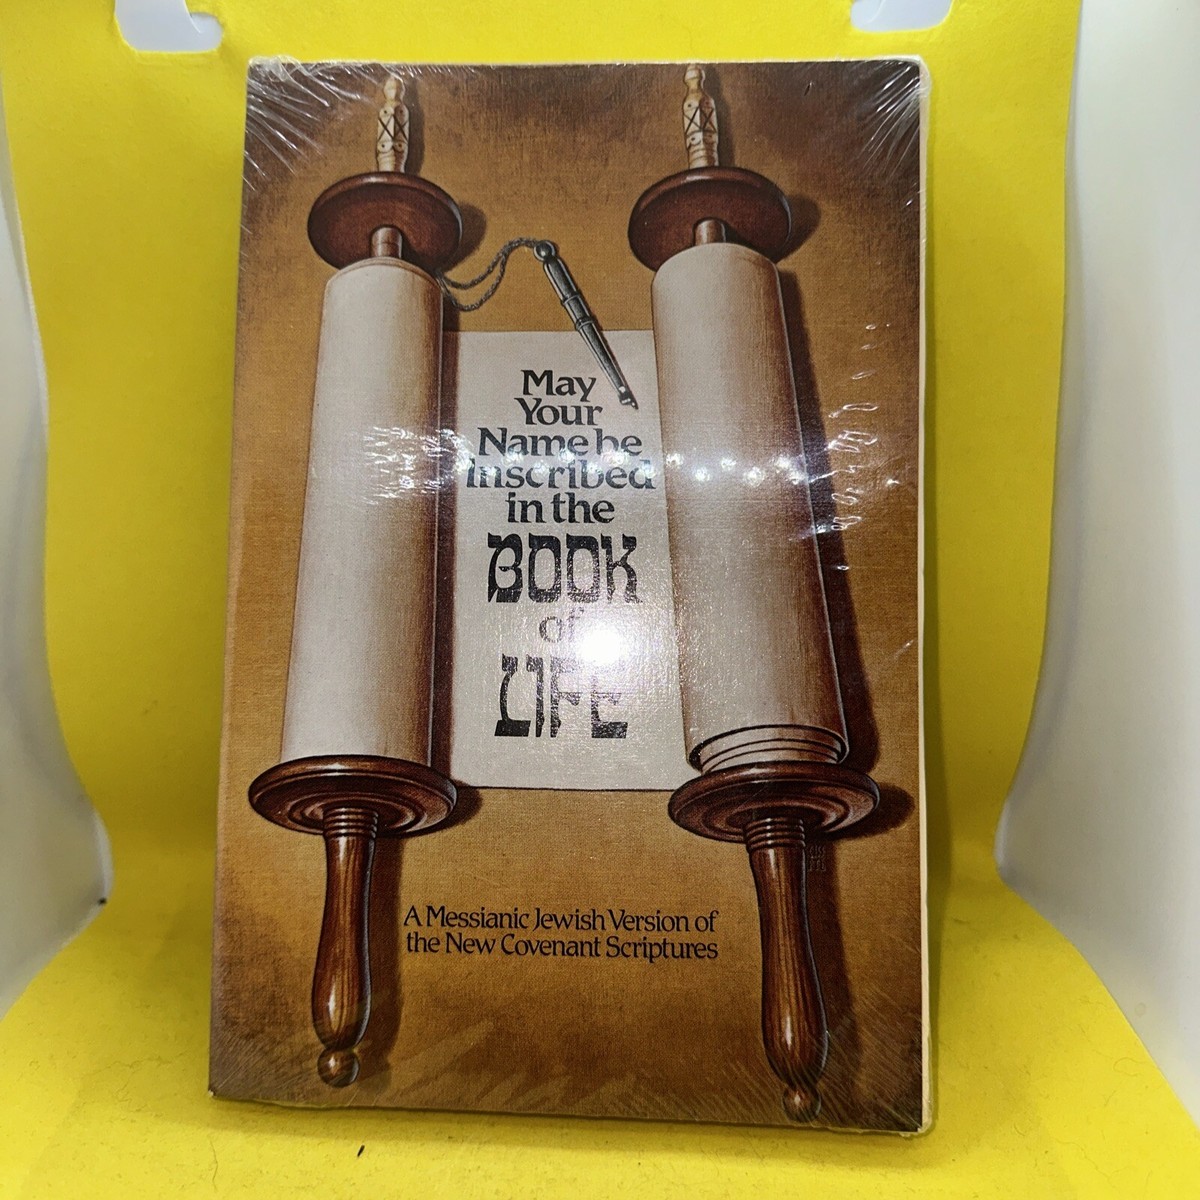 May
Your
Name be
Inscribed
in the
BOOK
of
LIFE
A Messianic Jewish Version of
the New Covenant Scriptures